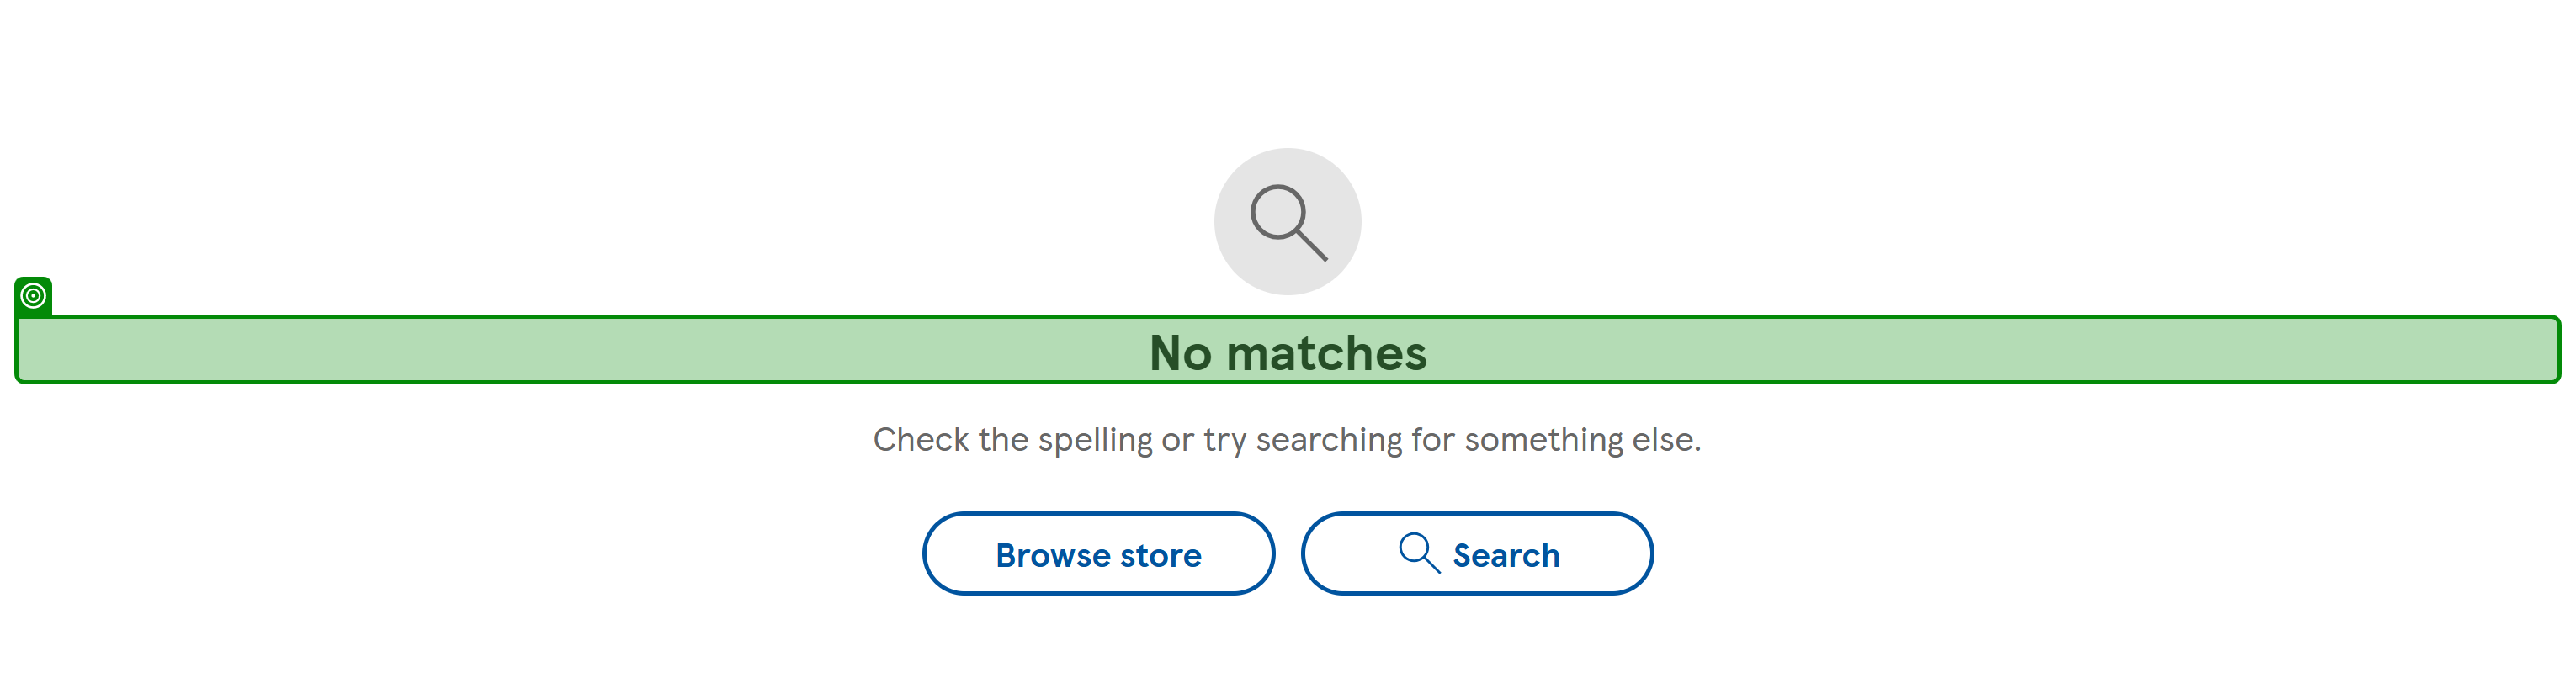 No matches
Check the spelling or try searching for something else.
Browse store
Search